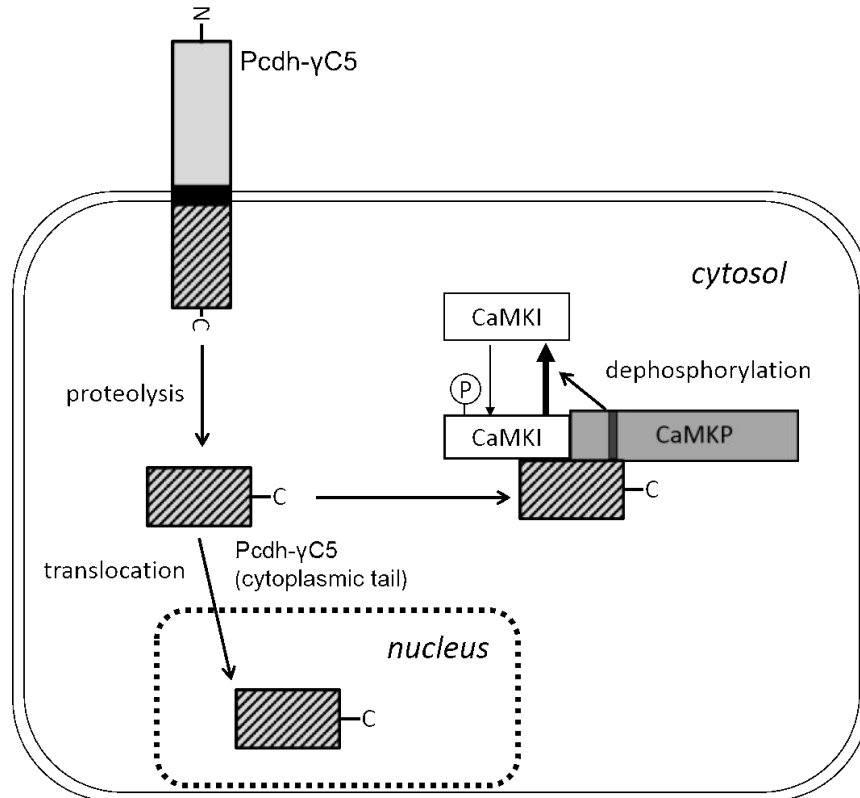 N
Pcdh-γC5
cytosol
C
CaMKI
proteolysis
dephosphorylation
P
CaMKI
CaMKP
C
C
translocation
Pcdh-γC5
(cytoplasmic tail)
nucleus
C